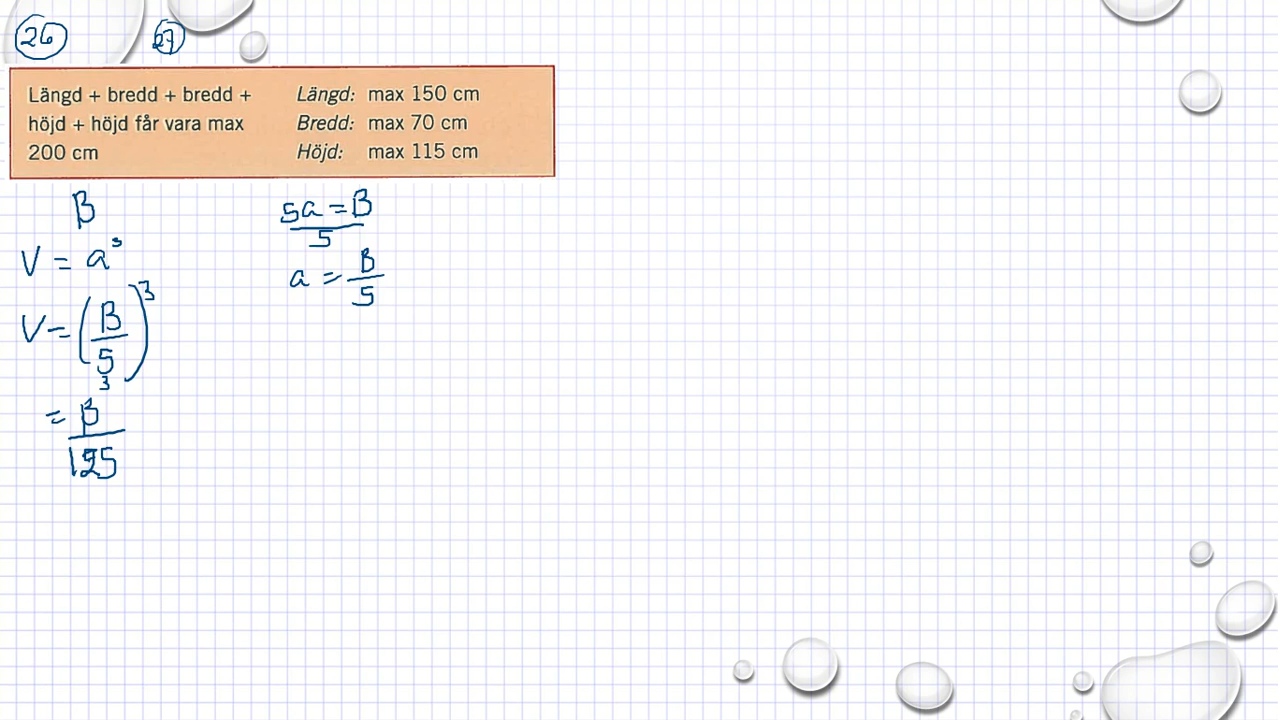 26 27
Längd + bredd + bredd +
höjd + höjd får vara max
200 cm
Längd: max 150 cm
Bredd: max 70 cm
Höjd: max 115 cm
B
V = a³
V = (B/5)³
= B³/125
5a = B
5
a = B/5